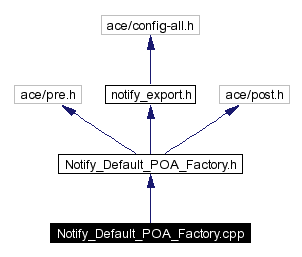 ace/config-all.h
ace/pre.h
notify_export.h
ace/post.h
Notify_Default_POA_Factory.h
Notify_Default_POA_Factory.cpp